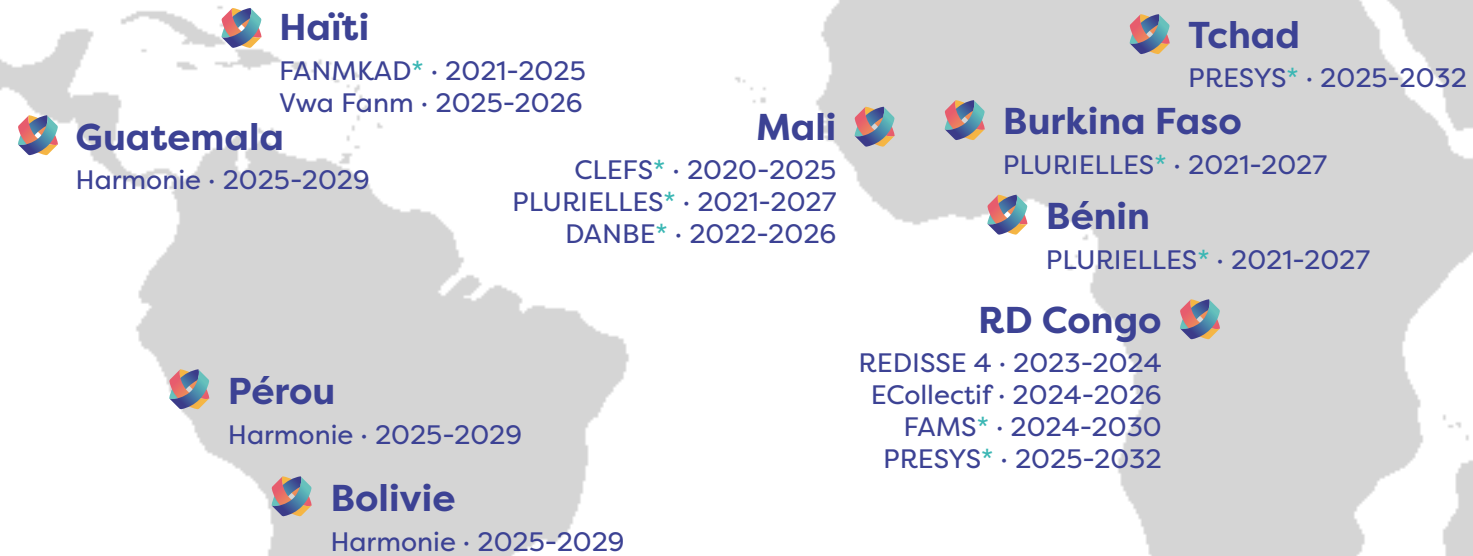 Haïti
FANMKAD* · 2021-2025
Vwa Fanm · 2025-2026
Guatemala
Harmonie · 2025-2029
Pérou
Harmonie · 2025-2029
Bolivie
Harmonie · 2025-2029
Mali
CLEFS* · 2020-2025
PLURIELLES* · 2021-2027
DANBE* · 2022-2026
Tchad
PRESYS* · 2025-2032
Burkina Faso
PLURIELLES* · 2021-2027
Bénin
PLURIELLES* · 2021-2027
RD Congo
REDISSE 4 · 2023-2024
ECollectif · 2024-2026
FAMS* · 2024-2030
PRESYS* · 2025-2032